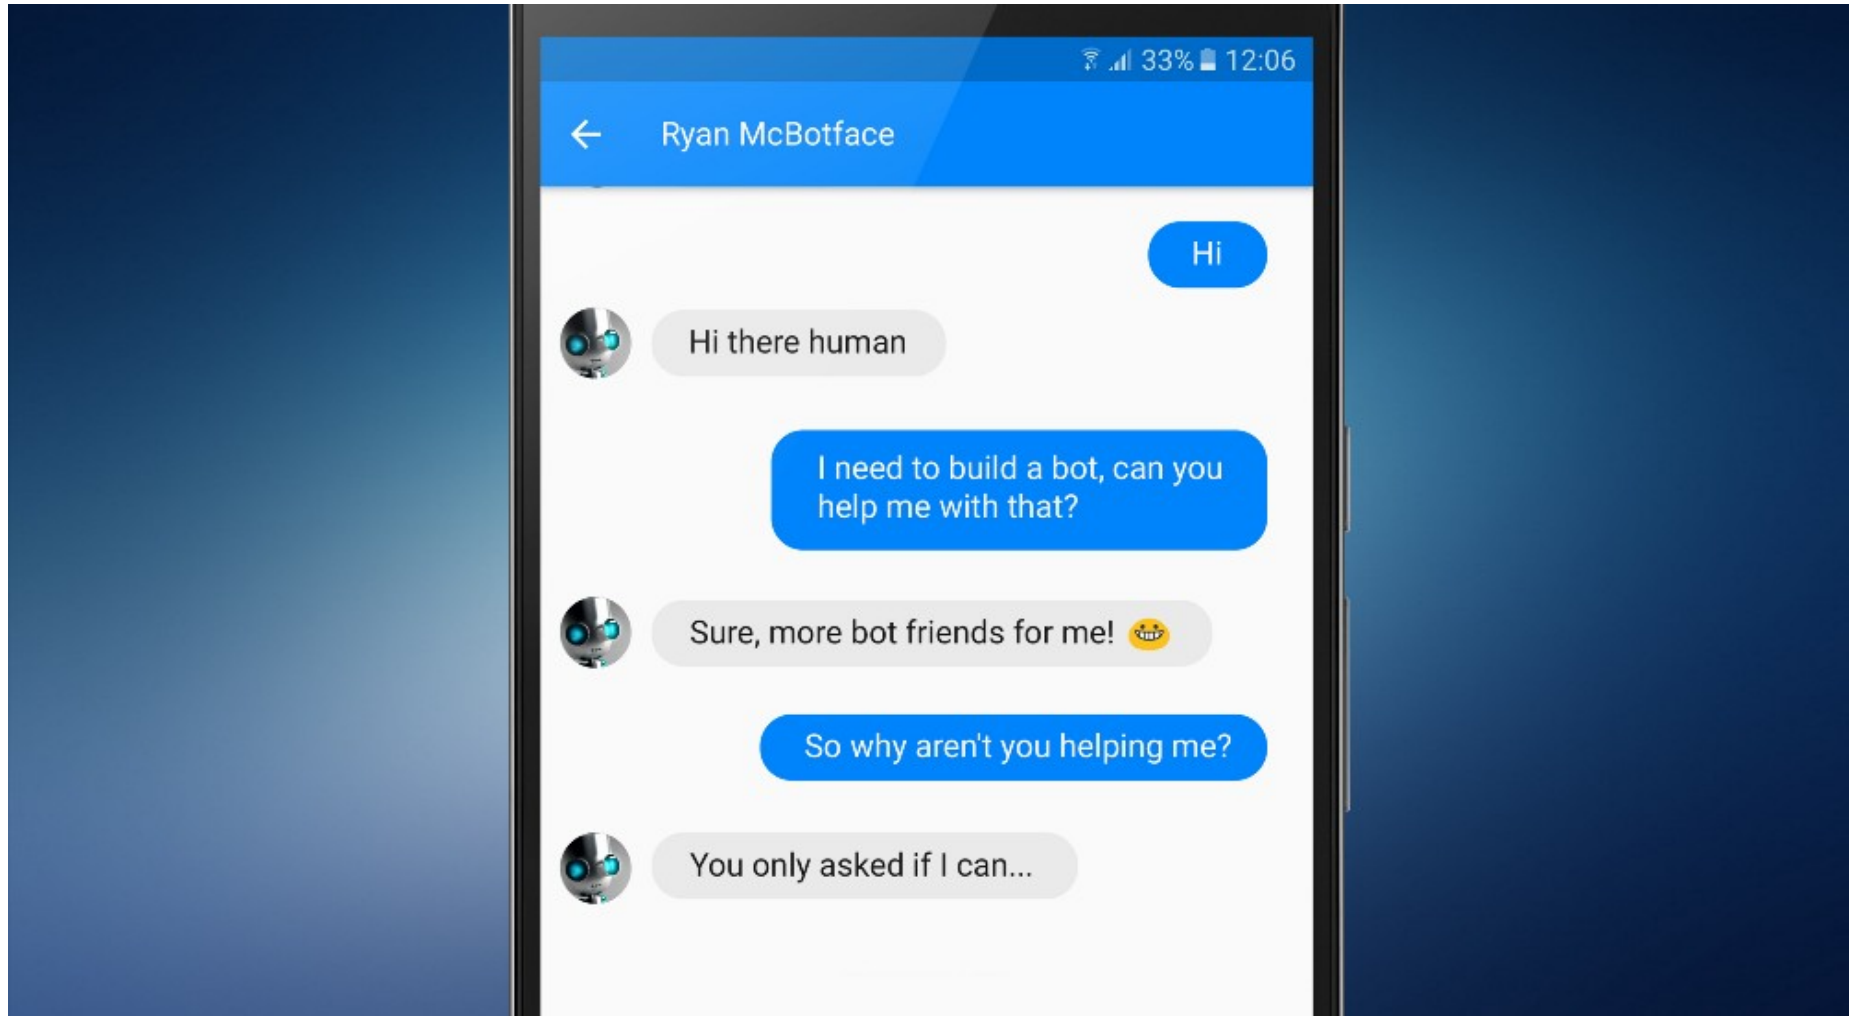 33% 12:06
Ryan McBotface
Hi
Hi there human
I need to build a bot, can you
help me with that?
Sure, more bot friends for me! 😀
So why aren't you helping me?
You only asked if I can...